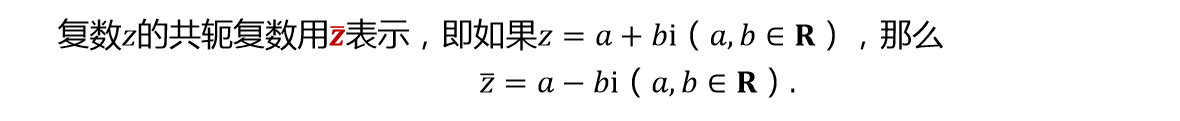 复数z的共轭复数用z̅表示，即如果z = a + bi（a, b ∈ R），那么
z̅ = a − bi（a, b ∈ R）.